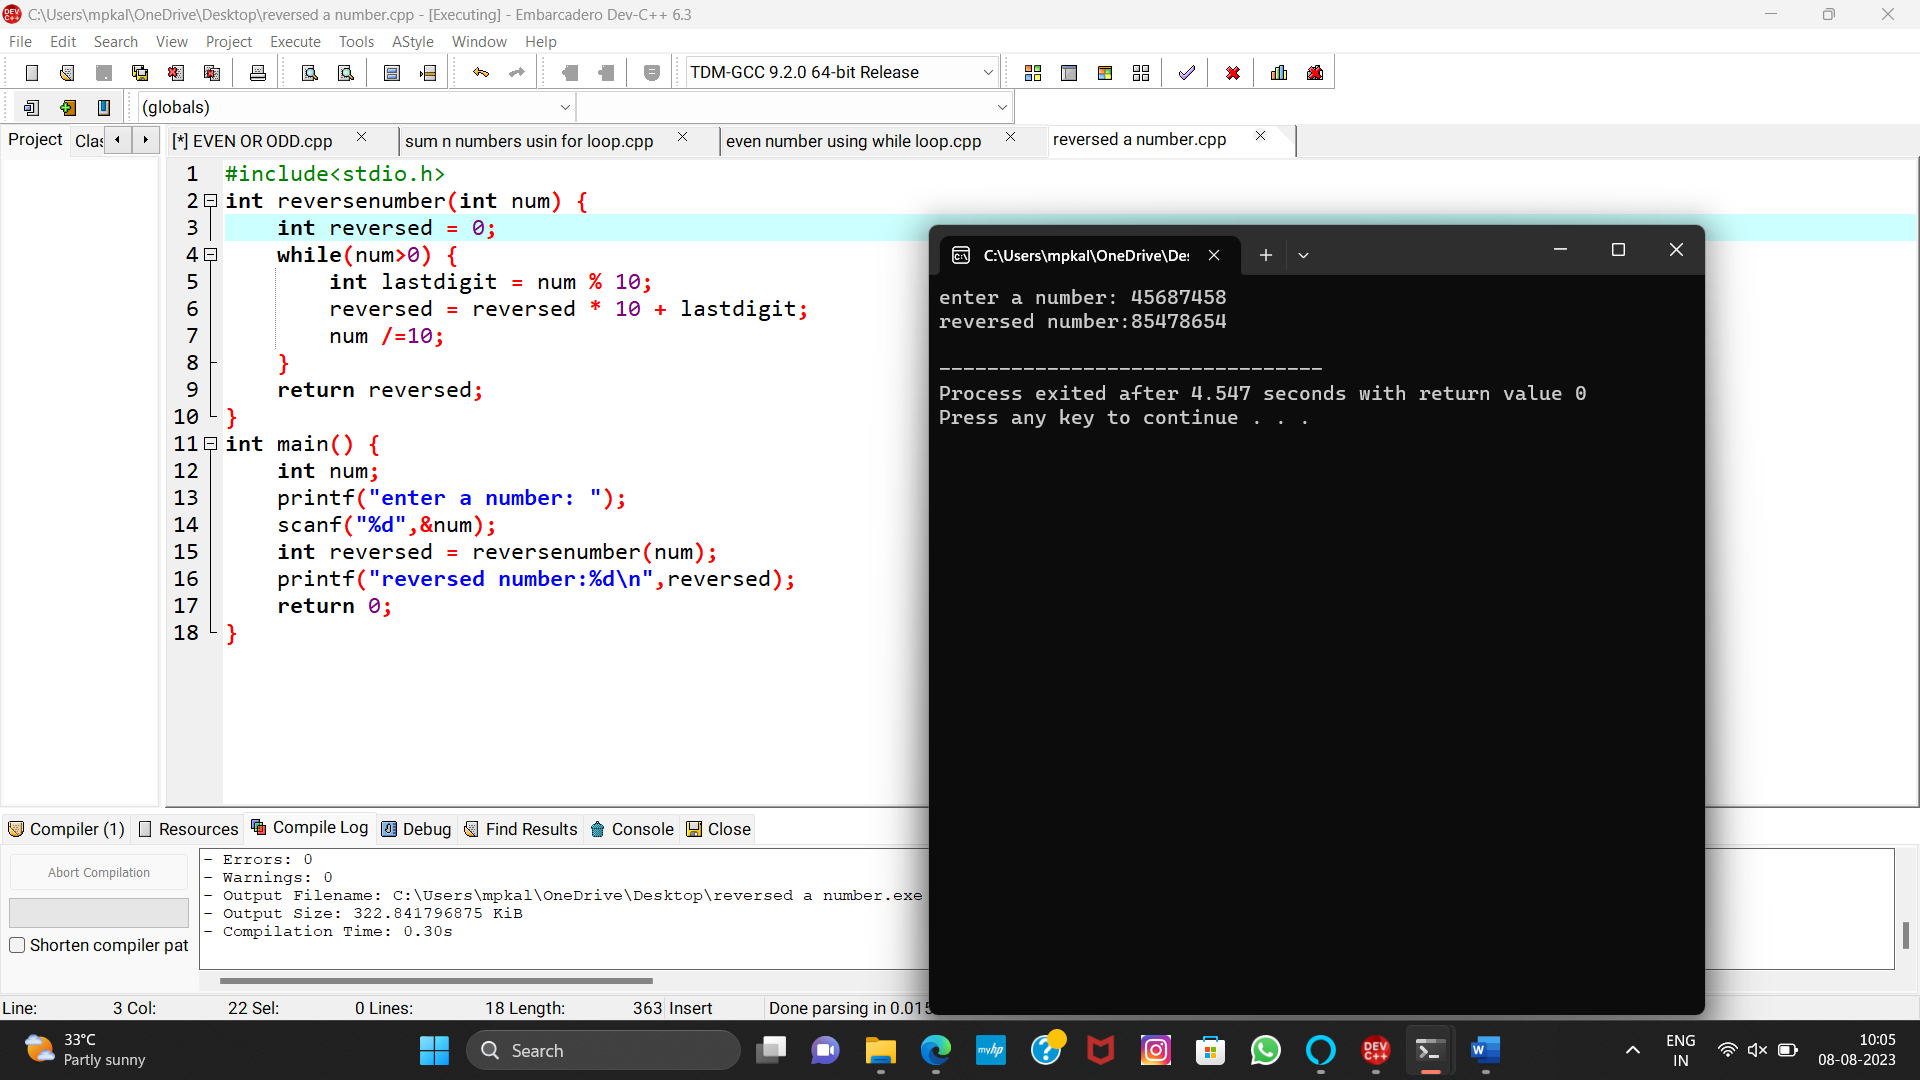 C:\Users\mpkal\OneDrive\Desktop\reversed a number.cpp - [Executing] - Embarcadero Dev-C++ 6.3
File Edit Search View Project Execute Tools AStyle Window Help
TDM-GCC 9.2.0 64-bit Release
(globals)
Project Clas [*] EVEN OR ODD.cpp sum n numbers usin for loop.cpp even number using while loop.cpp reversed a number.cpp
1 #include<stdio.h>
2 int reversenumber(int num) {
3 int reversed = 0;
4 while(num>0) {
5 int lastdigit = num % 10;
6 reversed = reversed * 10 + lastdigit;
7 num /=10;
8 }
9 return reversed;
10 }
11 int main() {
12 int num;
13 printf("enter a number: ");
14 scanf("%d",&num);
15 int reversed = reversenumber(num);
16 printf("reversed number:%d\n",reversed);
17 return 0;
18 }
C:\Users\mpkal\OneDrive\Des
enter a number: 45687458
reversed number:85478654
--------------------------------
Process exited after 4.547 seconds with return value 0
Press any key to continue . . .
Compiler (1) Resources Compile Log Debug Find Results Console Close
Abort Compilation
Shorten compiler pat
- Errors: 0
- Warnings: 0
- Output Filename: C:\Users\mpkal\OneDrive\Desktop\reversed a number.exe
- Output Size: 322.841796875 KiB
- Compilation Time: 0.30s
Line: 3 Col: 22 Sel: 0 Lines: 18 Length: 363 Insert Done parsing in 0.015
33°C
Partly sunny
Search
myhp
DEV C++
W
ENG
IN
10:05
08-08-2023